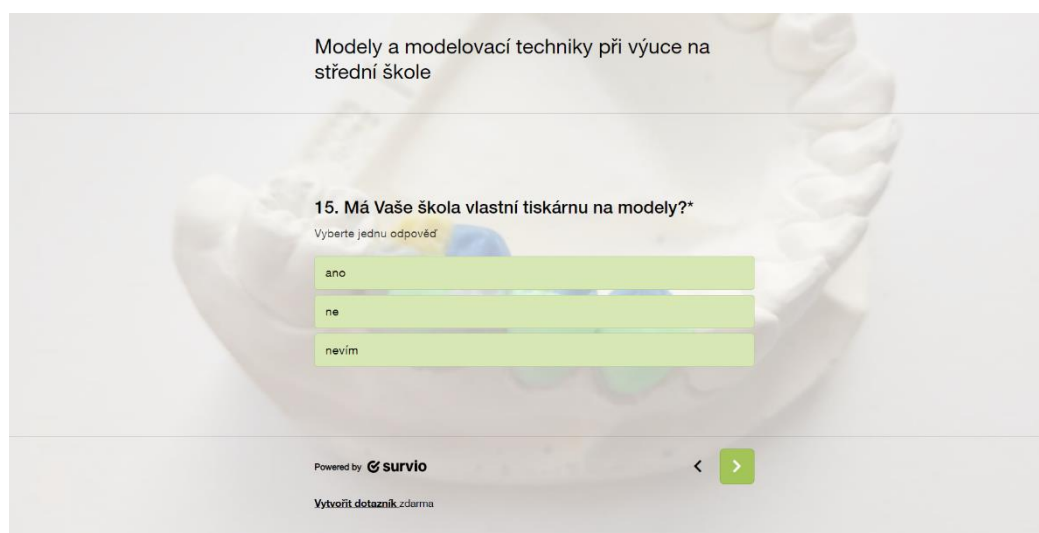 Modely a modelovací techniky při výuce na
střední škole
15. Má Vaše škola vlastní tiskárnu na modely?*
Vyberte jednu odpověď
ano
ne
nevím
Powered by survio
Vytvořit dotazník zdarma